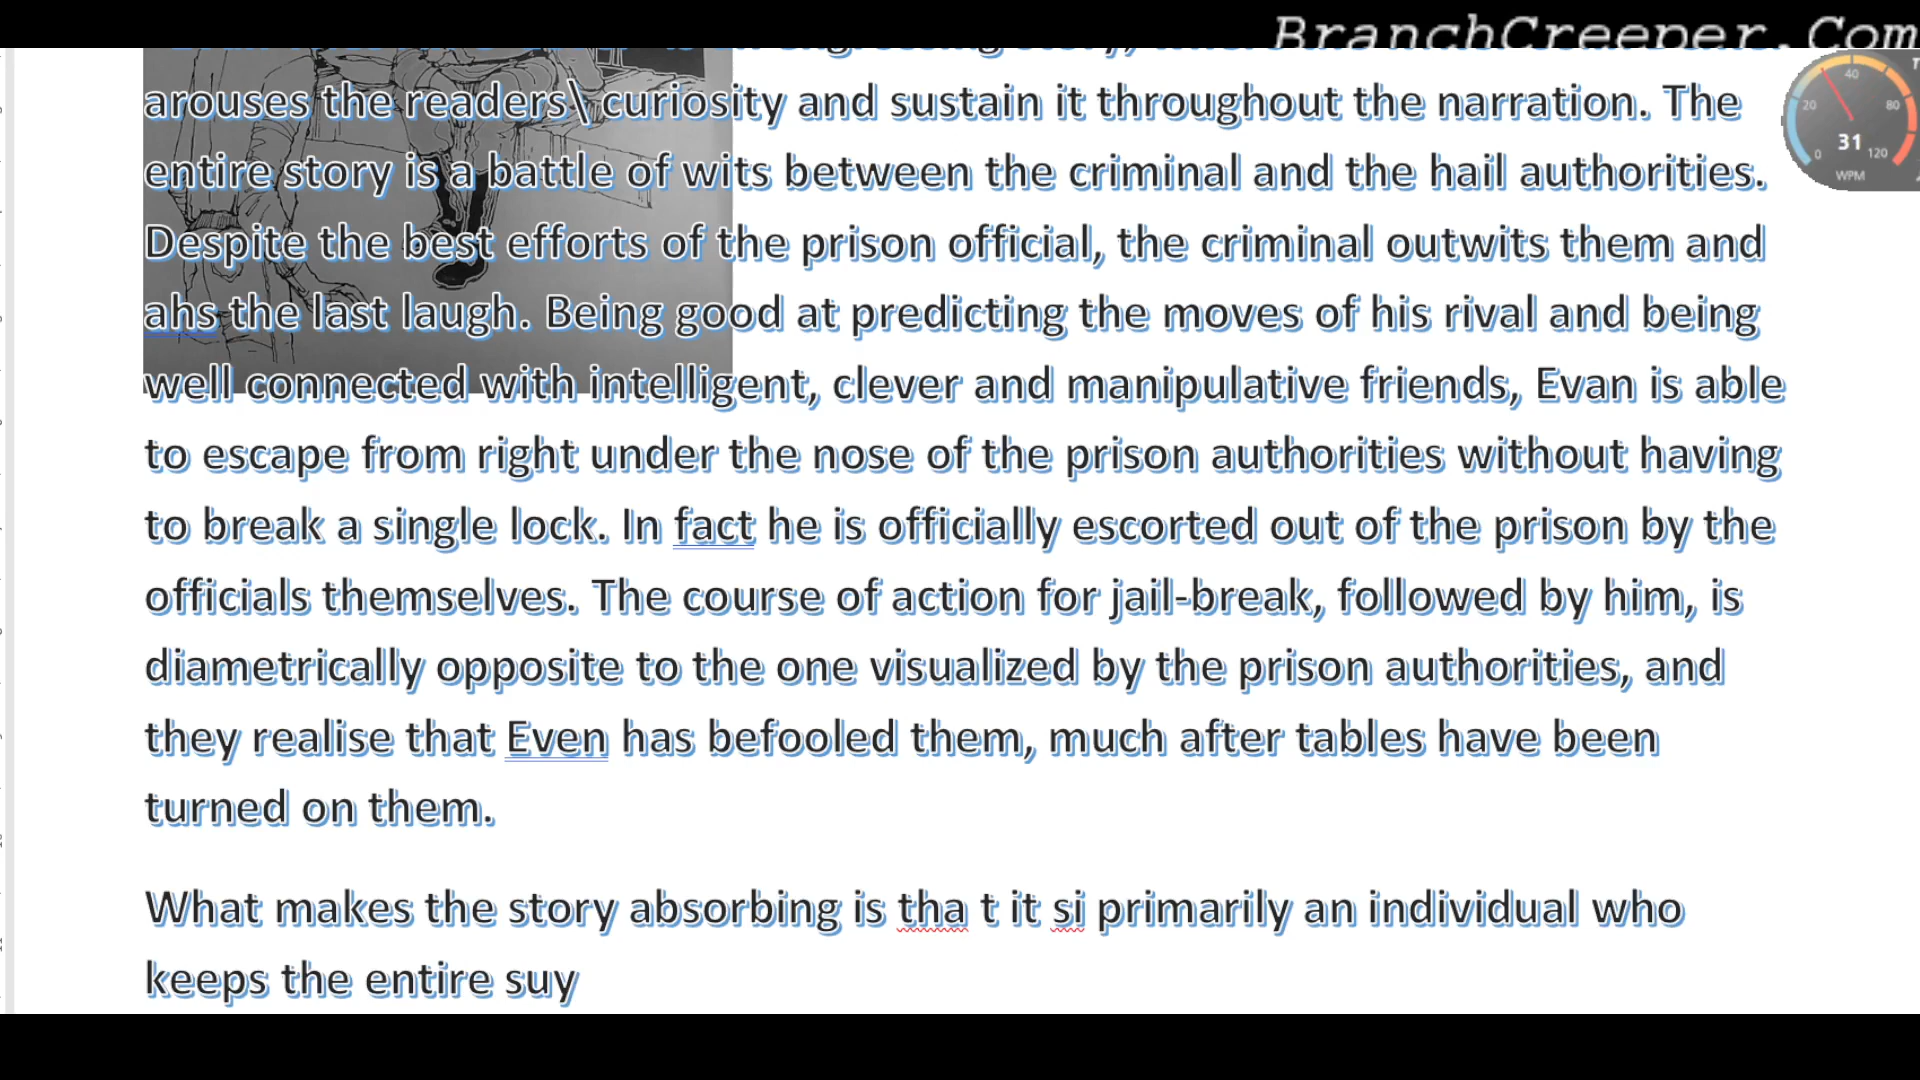 BranchCreeper.Com
arouses the readers\ curiosity and sustain it throughout the narration. The
entire story is a battle of wits between the criminal and the hail authorities.
Despite the best efforts of the prison official, the criminal outwits them and
ahs the last laugh. Being good at predicting the moves of his rival and being
well connected with intelligent, clever and manipulative friends, Evan is able
to escape from right under the nose of the prison authorities without having
to break a single lock. In fact he is officially escorted out of the prison by the
officials themselves. The course of action for jail-break, followed by him, is
diametrically opposite to the one visualized by the prison authorities, and
they realise that Even has befooled them, much after tables have been
turned on them.
What makes the story absorbing is tha t it si primarily an individual who
keeps the entire suy
40
20
80
31
0
120
WPM